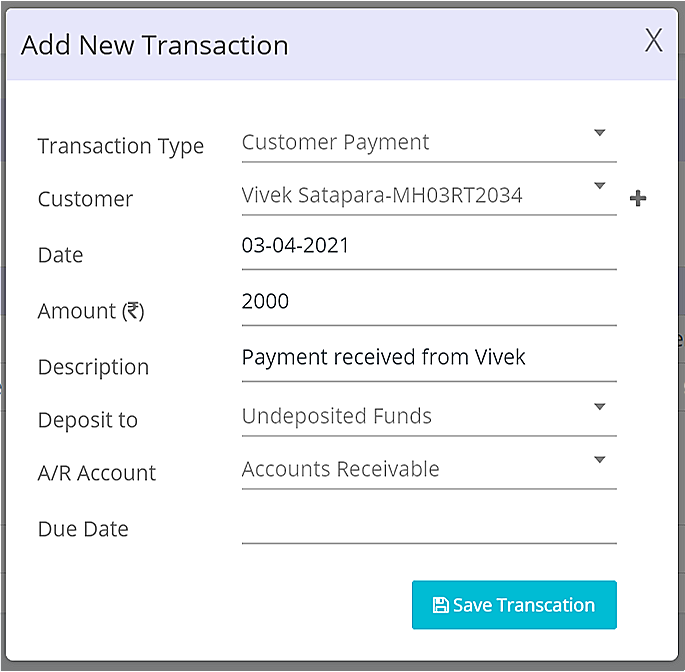 Add New Transaction X
Transaction Type Customer Payment
Customer Vivek Satapara-MH03RT2034 +
Date 03-04-2021
Amount (₹) 2000
Description Payment received from Vivek
Deposit to Undeposited Funds
A/R Account Accounts Receivable
Due Date
Save Transcation